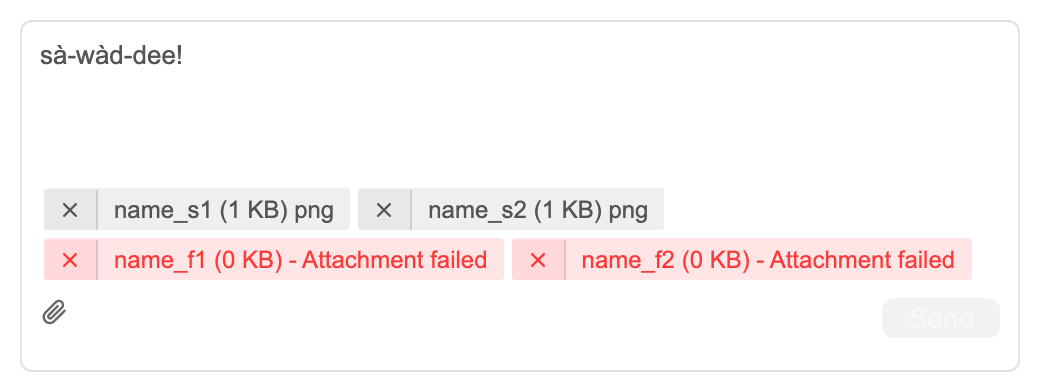 sà-wàd-dee!
name_s1 (1 KB) png name_s2 (1 KB) png
name_f1 (0 KB) - Attachment failed name_f2 (0 KB) - Attachment failed
Send